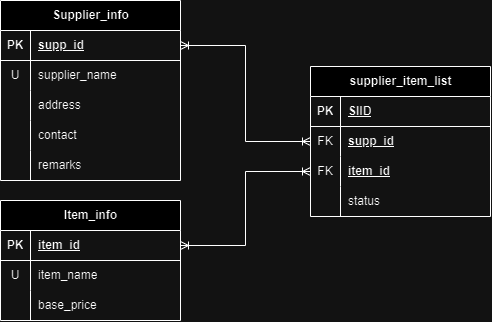 Supplier_info
PK supp_id
U supplier_name
address
contact
remarks
supplier_item_list
PK SIID
FK supp_id
FK item_id
status
Item_info
PK item_id
U item_name
base_price